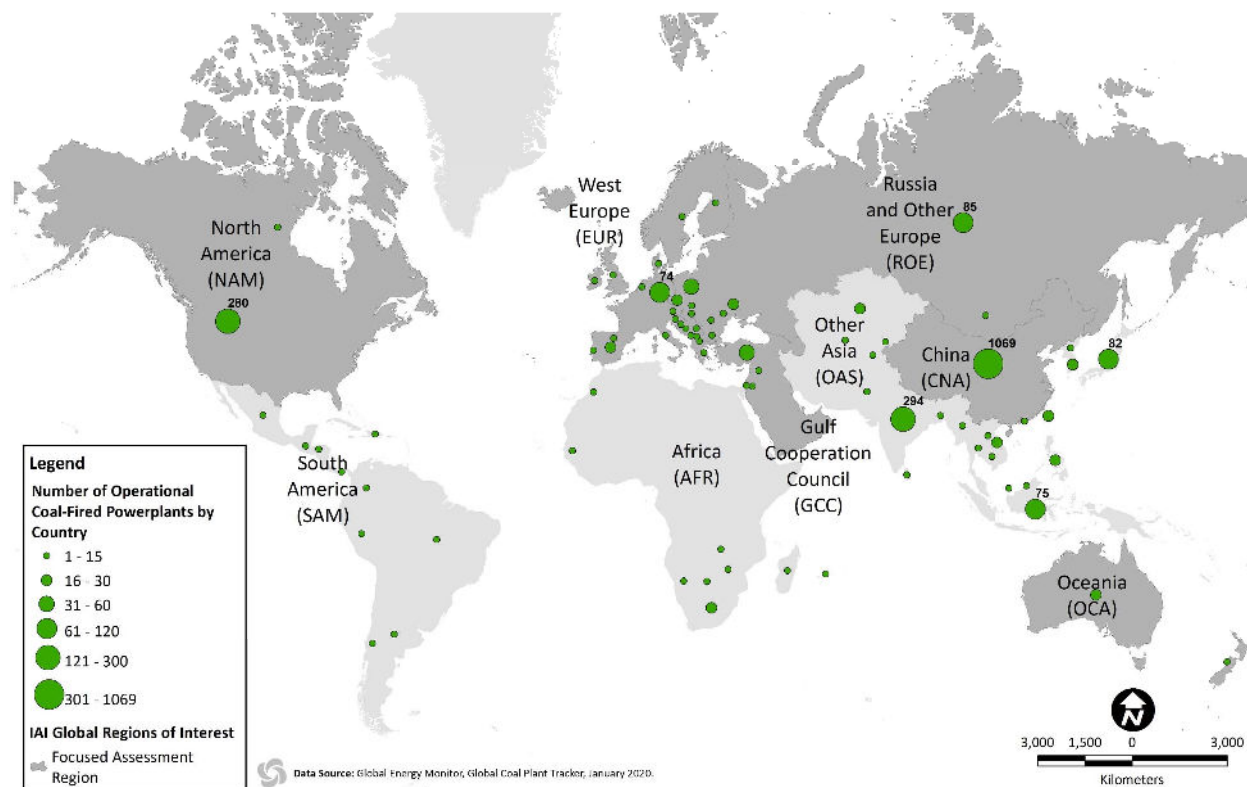 West
Europe
(EUR)
Russia
and Other
Europe
(ROE)
85
North
America
(NAM)
280
74
Other
Asia
(OAS)
1069
China
(CNA)
82
294
Gulf
Cooperation
Council
(GCC)
Africa
(AFR)
South
America
(SAM)
75
Oceania
(OCA)
Legend
Number of Operational
Coal-Fired Powerplants by
Country
1 - 15
16 - 30
31 - 60
61 - 120
121 - 300
301 - 1069
IAI Global Regions of Interest
Focused Assessment
Region
Data Source: Global Energy Monitor, Global Coal Plant Tracker, January 2020.
N
3,000 1,500 0 3,000
Kilometers